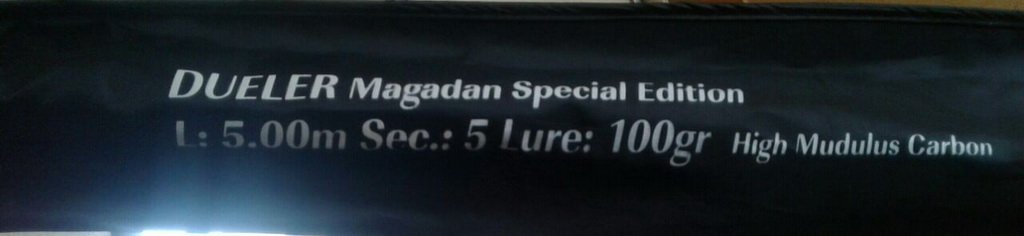 DUELER Magadan Special Edition
L: 5.00m Sec.: 5 Lure: 100gr High Mudulus Carbon